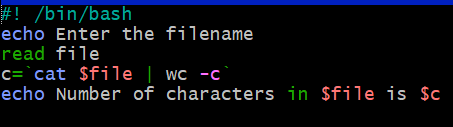 #! /bin/bash
echo Enter the filename
read file
c=`cat $file | wc -c`
echo Number of characters in $file is $c